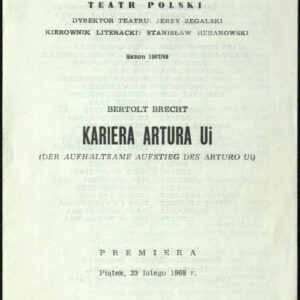 TEATR POLSKI
DYREKTOR TEATRU: JERZY ZEGALSKI
KIEROWNIK LITERACKI: STANISŁAW HEBANOWSKI
Sezon 1967/68
BERTOLT BRECHT
KARIERA ARTURA Ui
(DER AUFHALTSAME AUFSTIEG DES ARTURO Ui)
PREMIERA
Piątek, 23 lutego 1968 r.